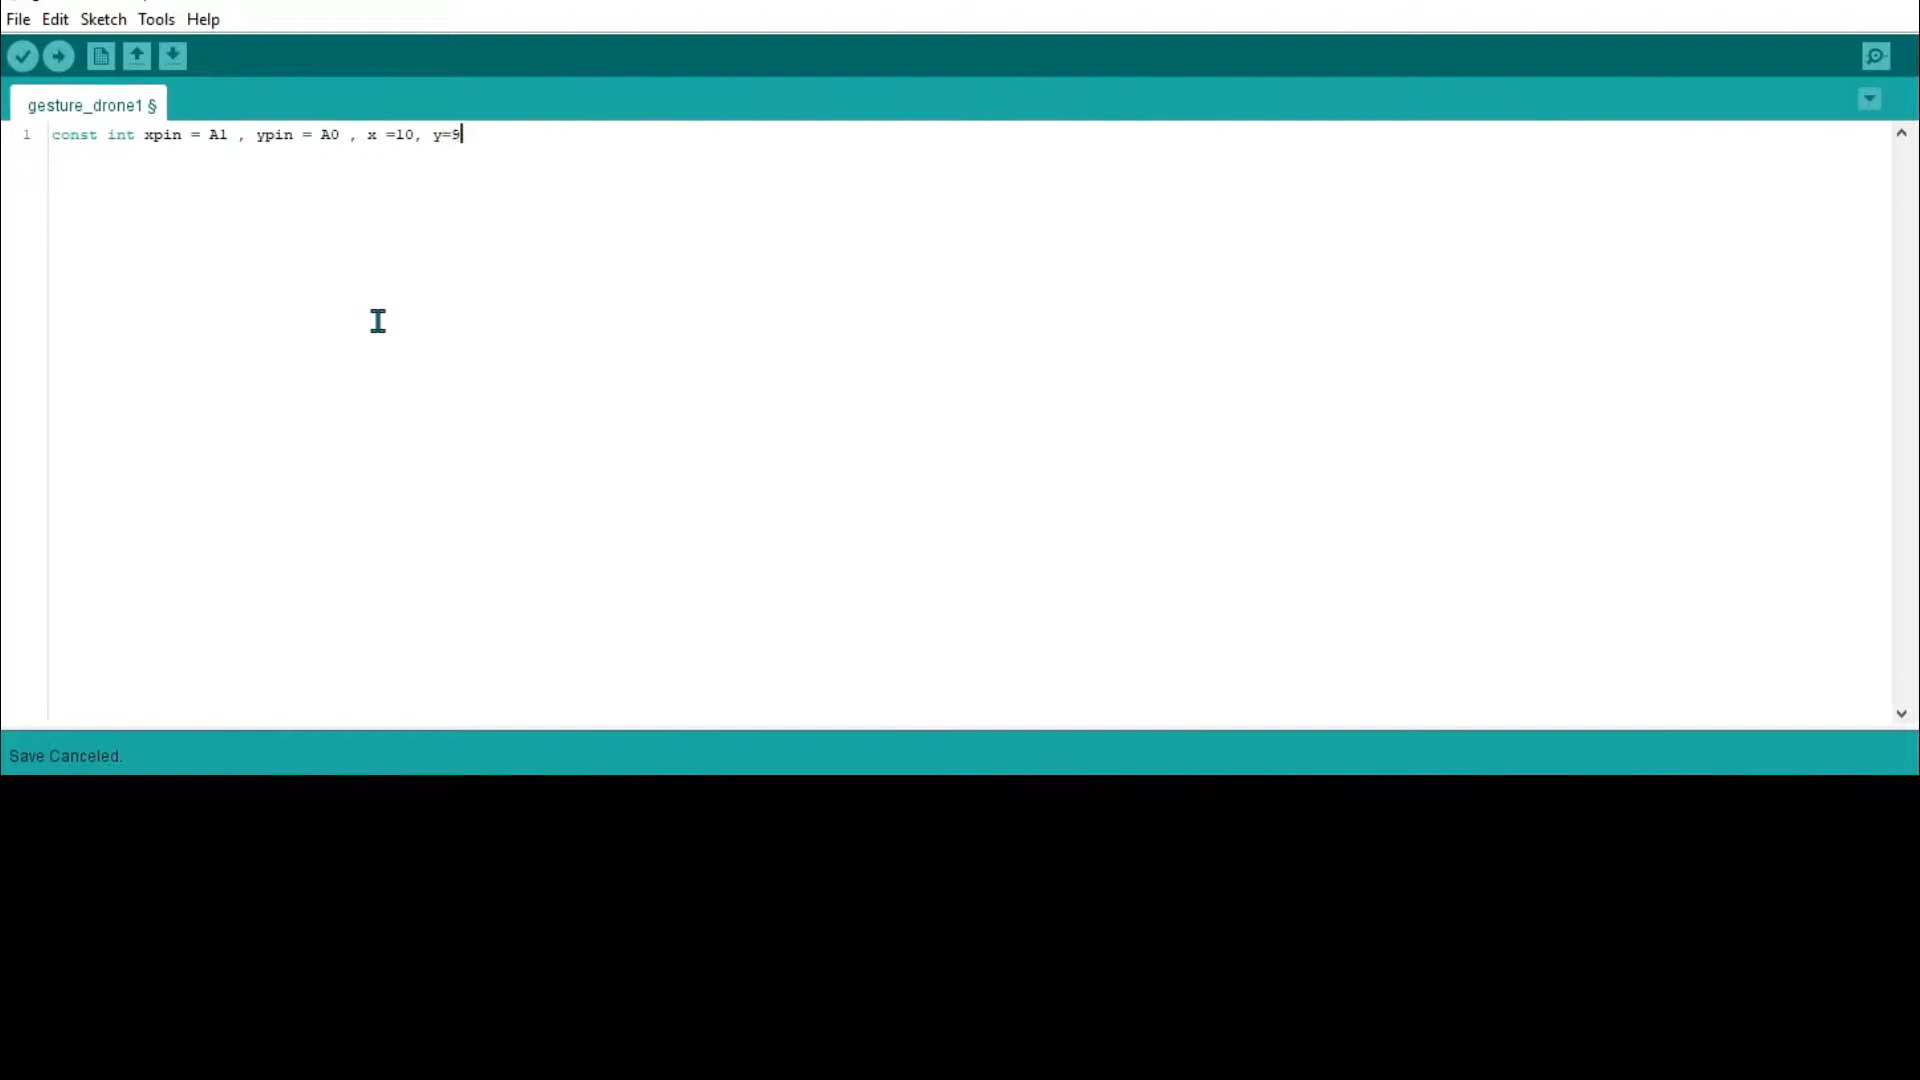 File Edit Sketch Tools Help
gesture_drone1 §
1 const int xpin = A1 , ypin = A0 , x =10, y=9
Save Canceled.